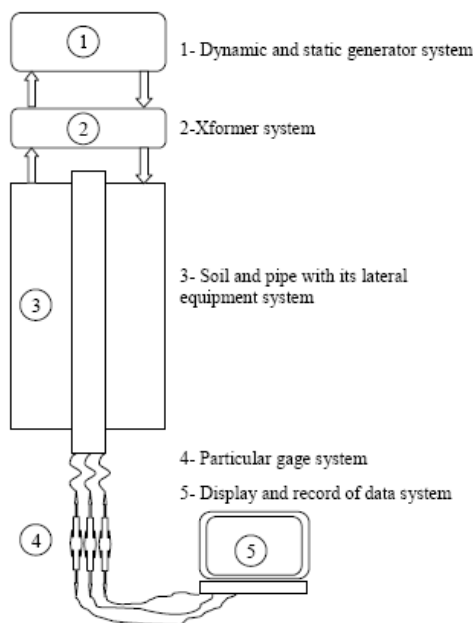 1
1- Dynamic and static generator system
2
2-Xformer system
3
3- Soil and pipe with its lateral
equipment system
4- Particular gage system
5- Display and record of data system
4
5